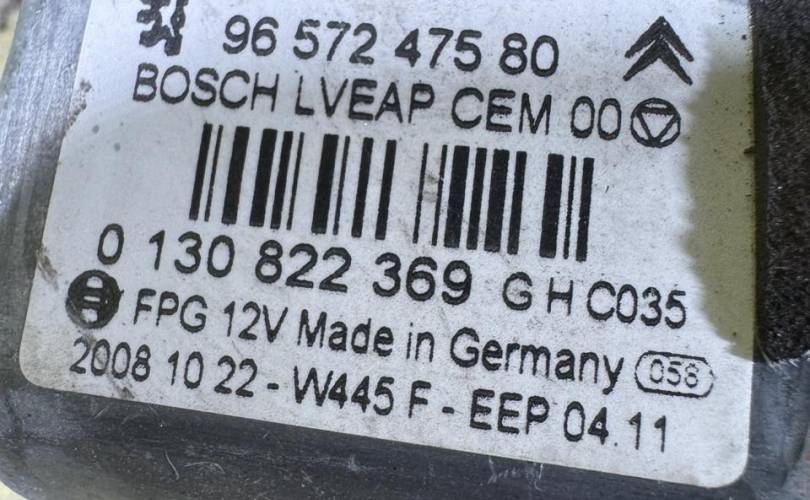 96 572 475 80
BOSCH LVEAP CEM 00
0 130 822 369 G H C035
FPG 12V Made in Germany 058
2008 10 22 - W445 F - EEP 04.11